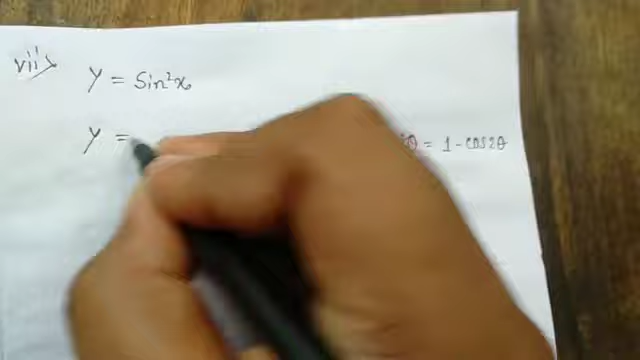 vii>
y = Sin²x
y = θ = 1 - cos2θ